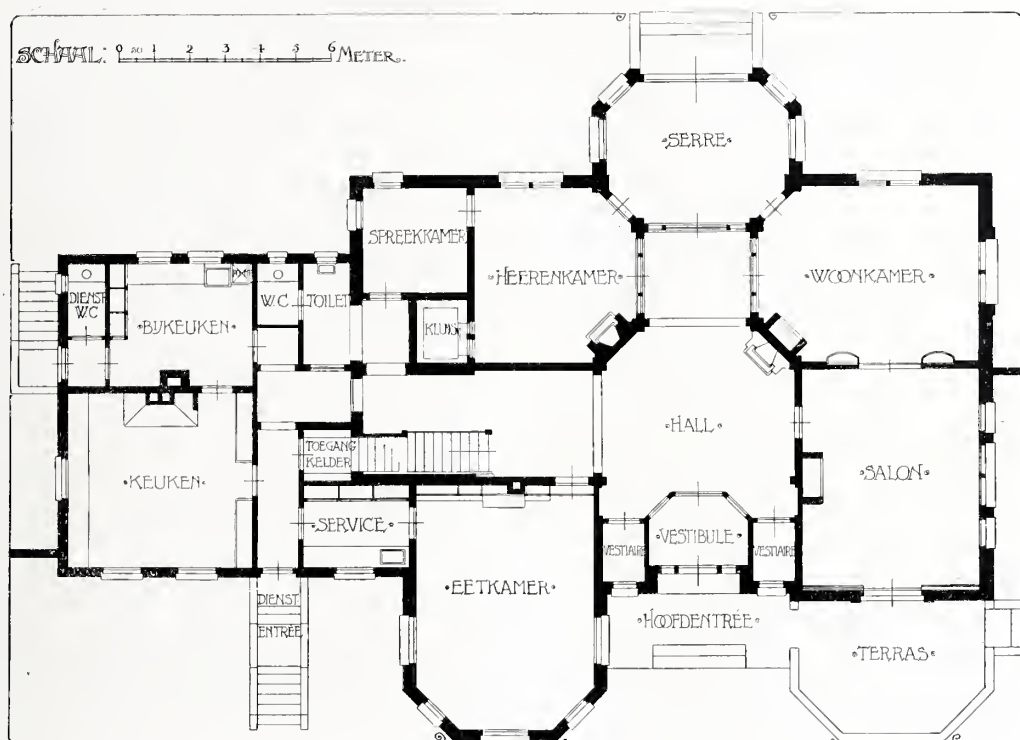 SCHAAL: 0 50 1 2 3 4 5 6 METER.
SERRE
SPREEKKAMER
HEERENKAMER
WOONKAMER
DIENST
W.C
BIJKEUKEN
W.C
TOILET
KLUIS
HALL
TOEGANG
KELDER
KEUKEN
SALON
SERVICE
VESTIAIRE
VESTIBULE
VESTIAIRE
EETKAMER
DIENST
ENTRÉE
HOOFDENTRÉE
TERRAS